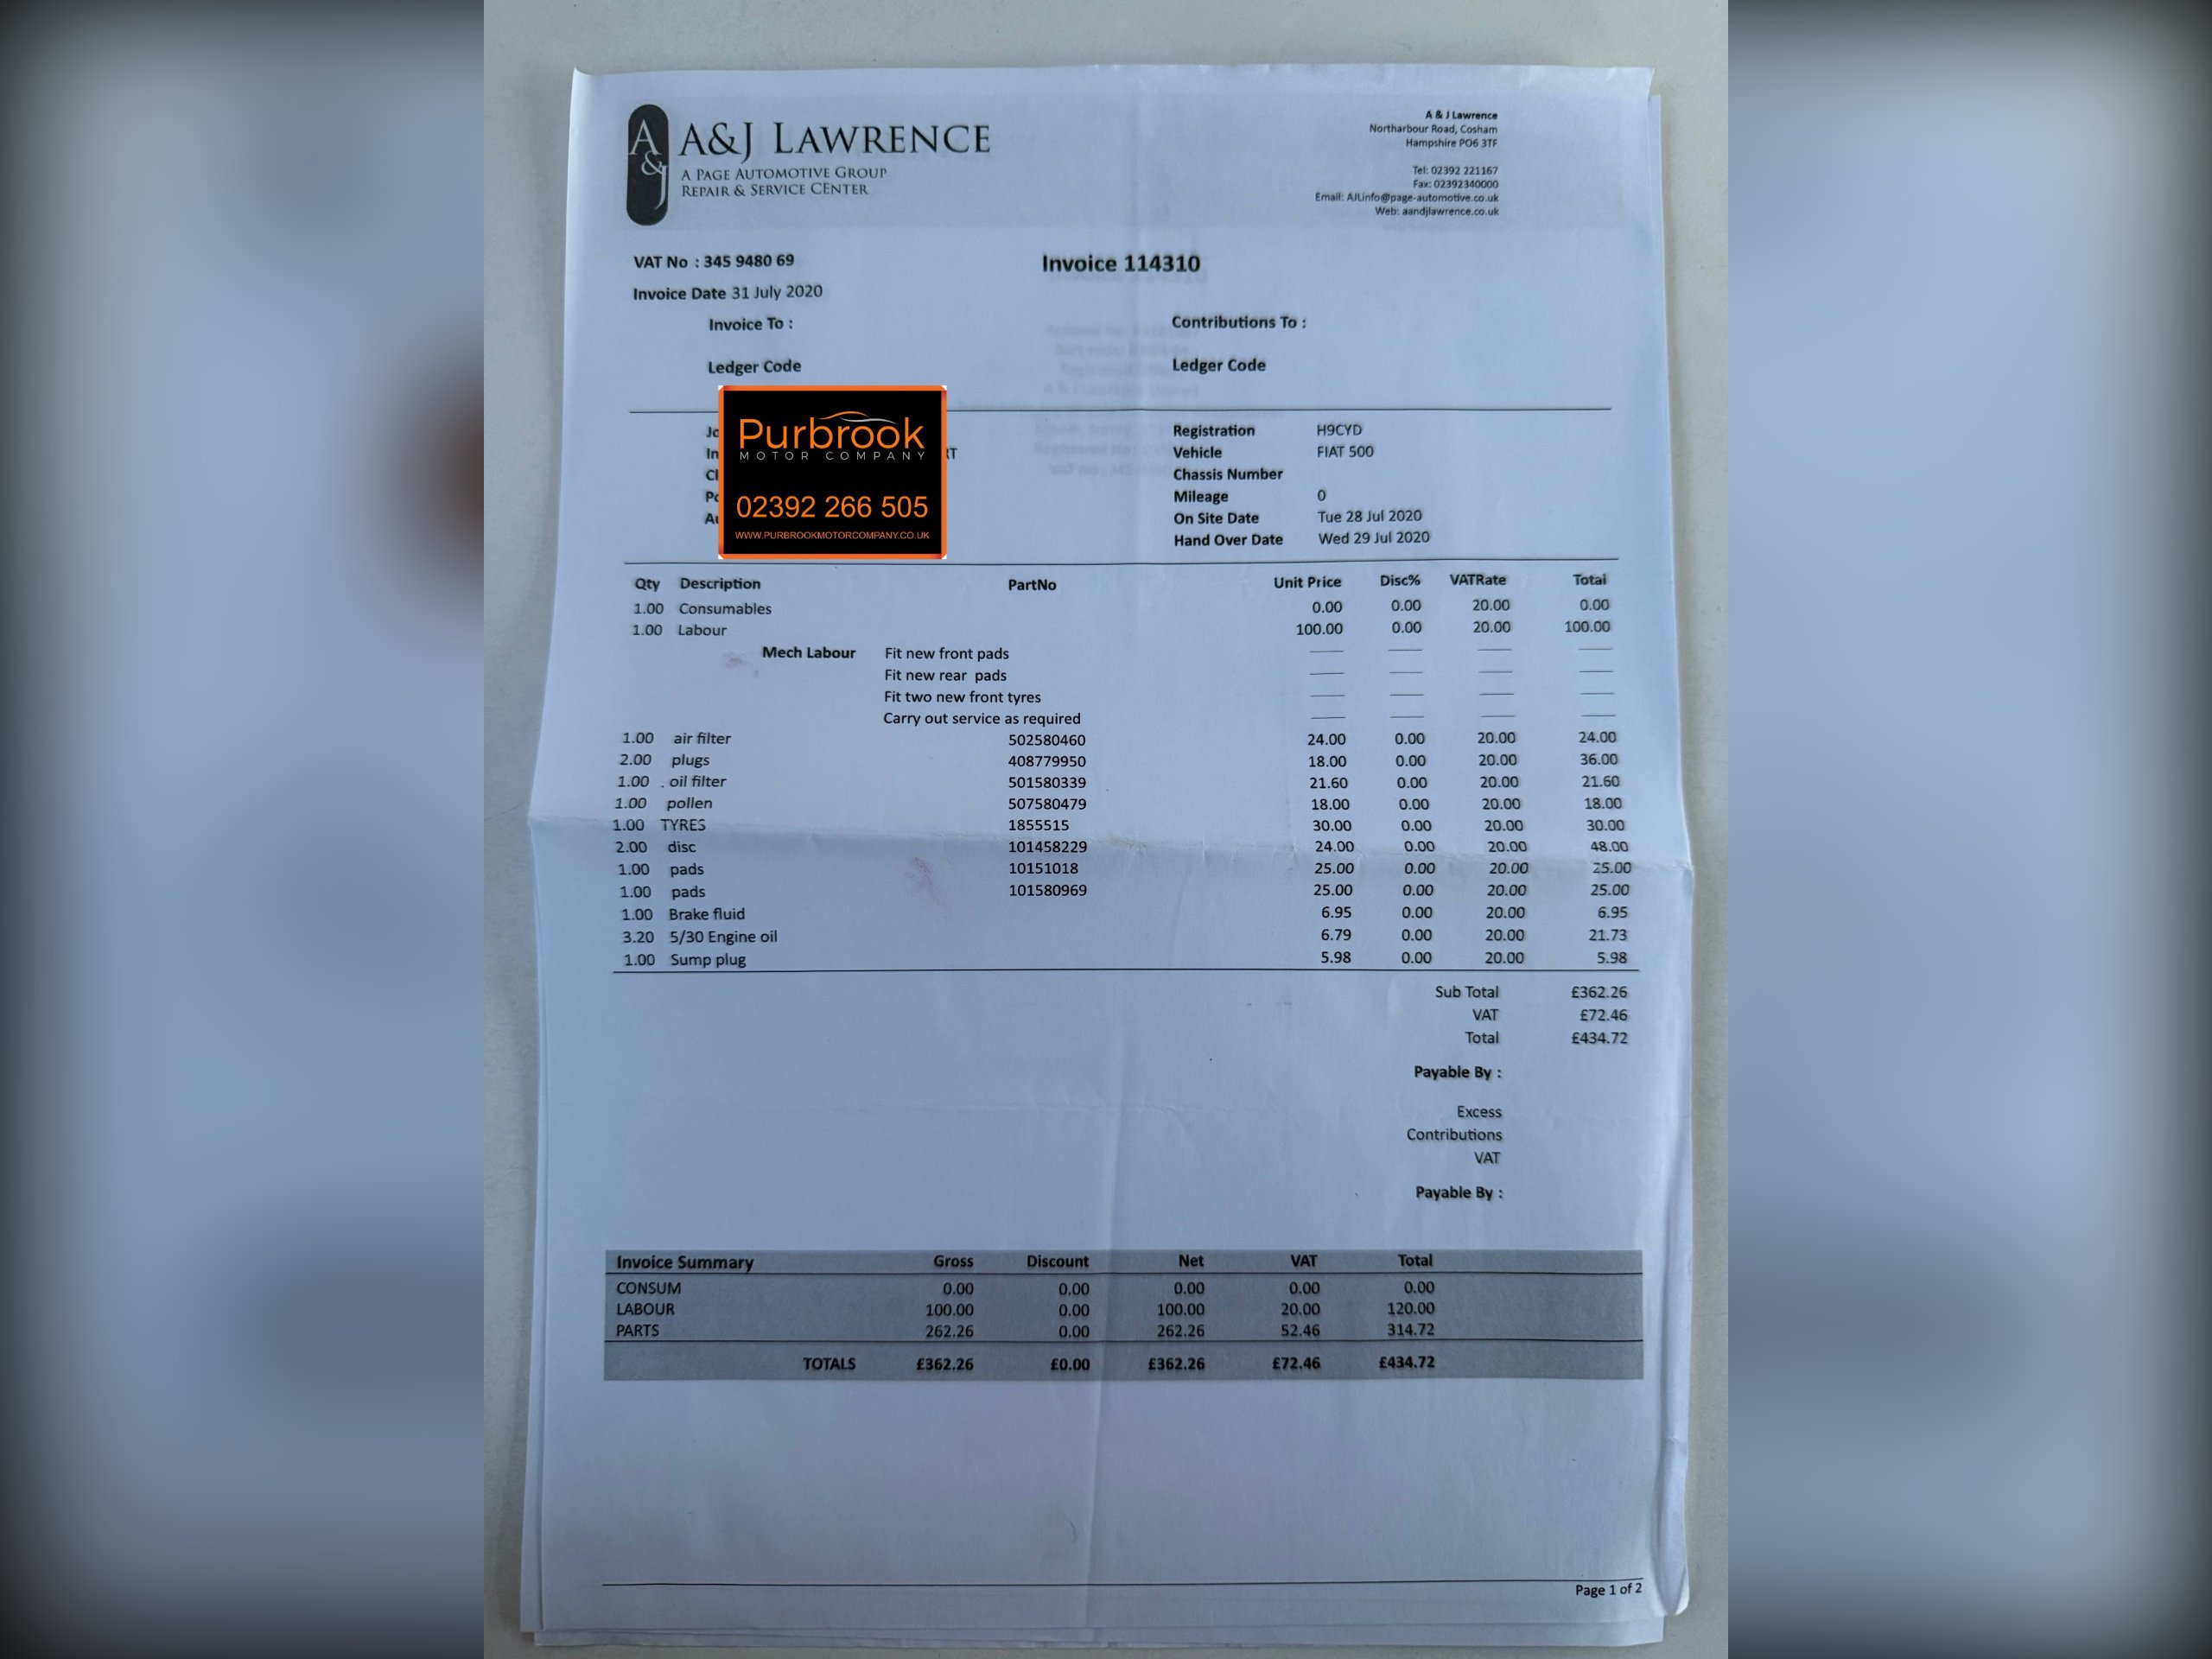 A&J
A&J LAWRENCE
A PAGE AUTOMOTIVE GROUP
REPAIR & SERVICE CENTER
A & J Lawrence
Northarbour Road, Cosham
Hampshire PO6 3TF
Tel: 02392 221167
Fax: 02392340000
Email: AJLinfo@page-automotive.co.uk
Web: aandjlawrence.co.uk
VAT No : 345 9480 69
Invoice 114310
Invoice Date 31 July 2020
Invoice To :
Contributions To :
Ledger Code
Ledger Code
Purbrook
MOTOR COMPANY
02392 266 505
WWW.PURBROOKMOTORCOMPANY.CO.UK
Registration H9CYD
Vehicle FIAT 500
Chassis Number
Mileage 0
On Site Date Tue 28 Jul 2020
Hand Over Date Wed 29 Jul 2020
Qty Description PartNo Unit Price Disc% VATRate Total
1.00 Consumables 0.00 0.00 20.00 0.00
1.00 Labour 100.00 0.00 20.00 100.00
Mech Labour Fit new front pads
Fit new rear pads
Fit two new front tyres
Carry out service as required
1.00 air filter 502580460 24.00 0.00 20.00 24.00
2.00 plugs 408779950 18.00 0.00 20.00 36.00
1.00 . oil filter 501580339 21.60 0.00 20.00 21.60
1.00 pollen 507580479 18.00 0.00 20.00 18.00
1.00 TYRES 1855515 30.00 0.00 20.00 30.00
2.00 disc 101458229 24.00 0.00 20.00 48.00
1.00 pads 10151018 25.00 0.00 20.00 25.00
1.00 pads 101580969 25.00 0.00 20.00 25.00
1.00 Brake fluid 6.95 0.00 20.00 6.95
3.20 5/30 Engine oil 6.79 0.00 20.00 21.73
1.00 Sump plug 5.98 0.00 20.00 5.98
Sub Total £362.26
VAT £72.46
Total £434.72
Payable By :
Excess
Contributions
VAT
Payable By :
Invoice Summary Gross Discount Net VAT Total
CONSUM 0.00 0.00 0.00 0.00 0.00
LABOUR 100.00 0.00 100.00 20.00 120.00
PARTS 262.26 0.00 262.26 52.46 314.72
TOTALS £362.26 £0.00 £362.26 £72.46 £434.72
Page 1 of 2